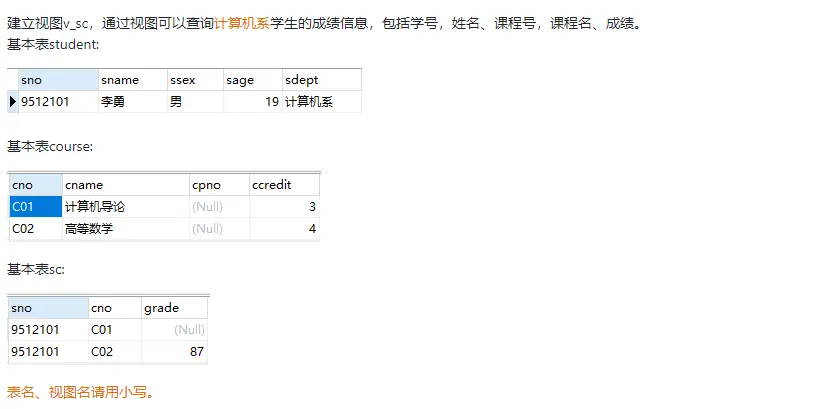 建立视图v_sc，通过视图可以查询计算机系学生的成绩信息，包括学号，姓名、课程号，课程名、成绩。
基本表student:
sno sname ssex sage sdept
9512101 李勇 男 19 计算机系
基本表course:
cno cname cpno ccredit
C01 计算机导论 (Null) 3
C02 高等数学 (Null) 4
基本表sc:
sno cno grade
9512101 C01 (Null)
9512101 C02 87
表名、视图名请用小写。